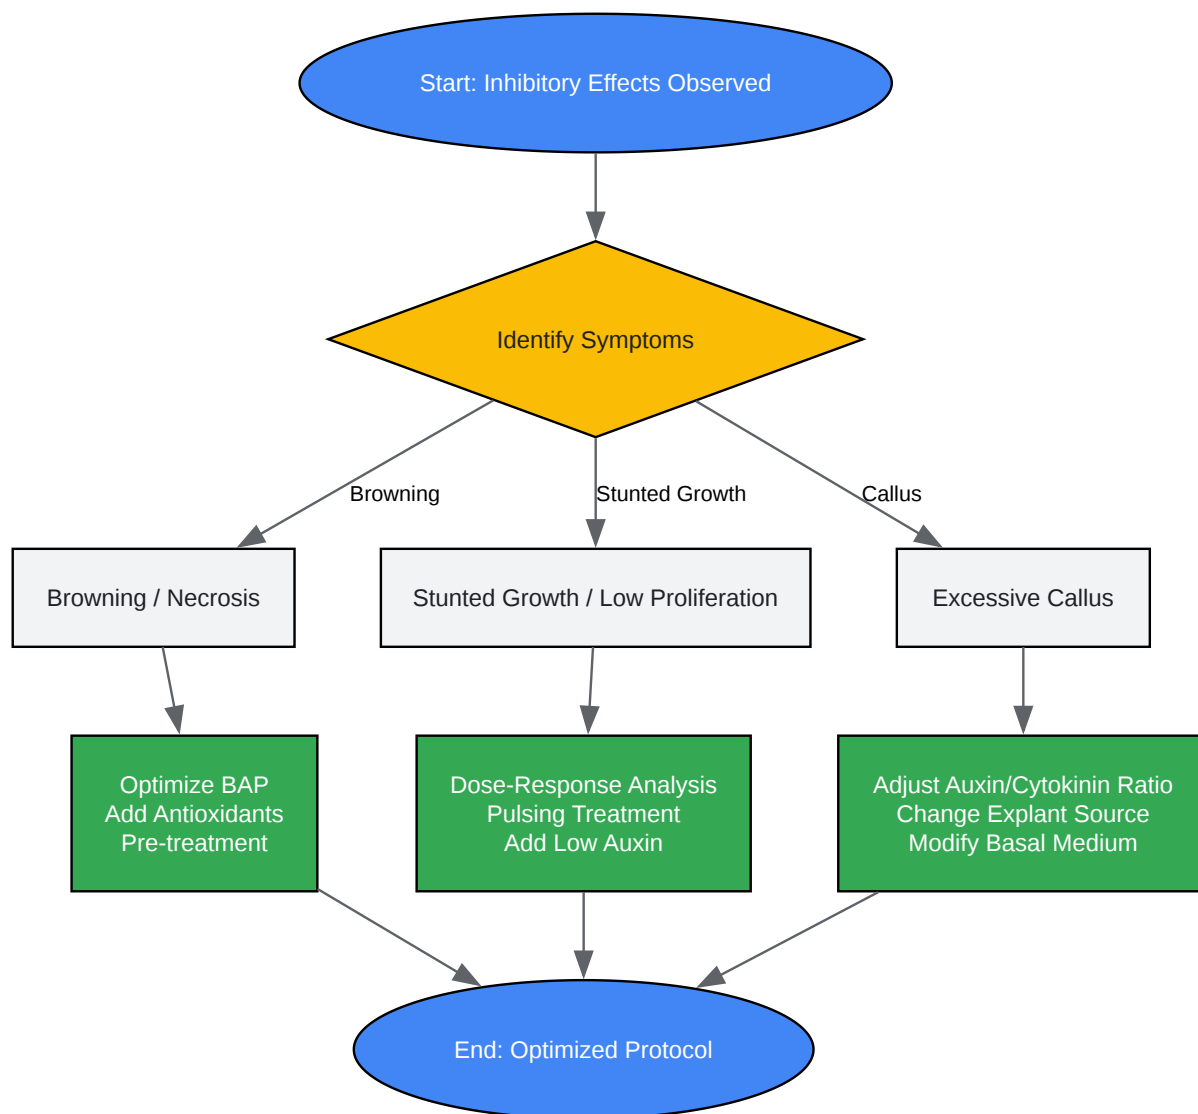 Start: Inhibitory Effects Observed
Identify Symptoms
Browning
Stunted Growth
Callus
Browning / Necrosis
Stunted Growth / Low Proliferation
Excessive Callus
Optimize BAP
Add Antioxidants
Pre-treatment
Dose-Response Analysis
Pulsing Treatment
Add Low Auxin
Adjust Auxin/Cytokinin Ratio
Change Explant Source
Modify Basal Medium
End: Optimized Protocol